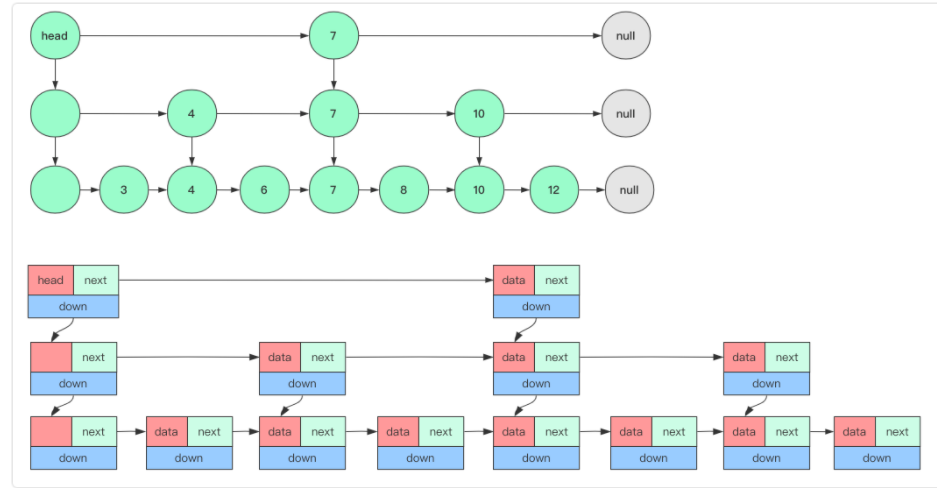 head 7 null
4 7 10 null
3 4 6 7 8 10 12 null
head next data next
down down
next data next data next data next
down down down down
next data next data next data next data next data next data next data next
down down down down down down down down